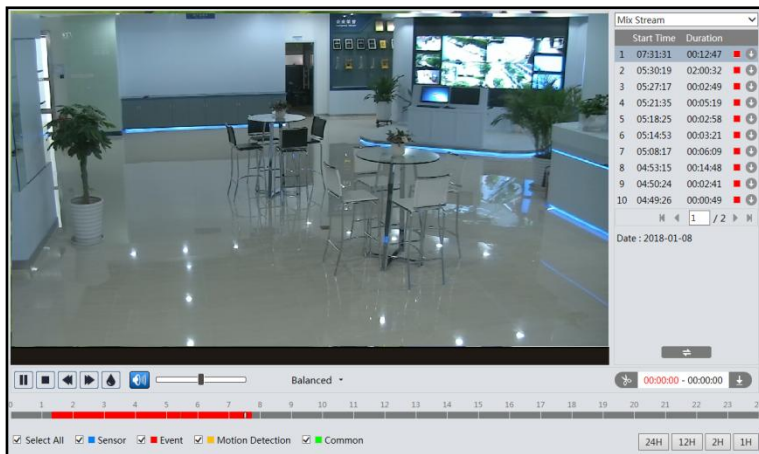 Mix Stream
Start Time Duration
1 07:31:31 00:12:47
2 05:30:19 02:00:32
3 05:27:17 00:02:49
4 05:21:35 00:05:19
5 05:18:25 00:02:58
6 05:14:53 00:03:21
7 05:08:17 00:06:09
8 04:53:15 00:14:48
9 04:50:24 00:02:41
10 04:49:26 00:00:49
1 / 2
Date : 2018-01-08
Balanced
00:00:00 - 00:00:00
0 1 2 3 4 5 6 7 8 9 10 11 12 13 14 15 16 17 18 19 20 21 22 23 2
Select All Sensor Event Motion Detection Common
24H 12H 2H 1H